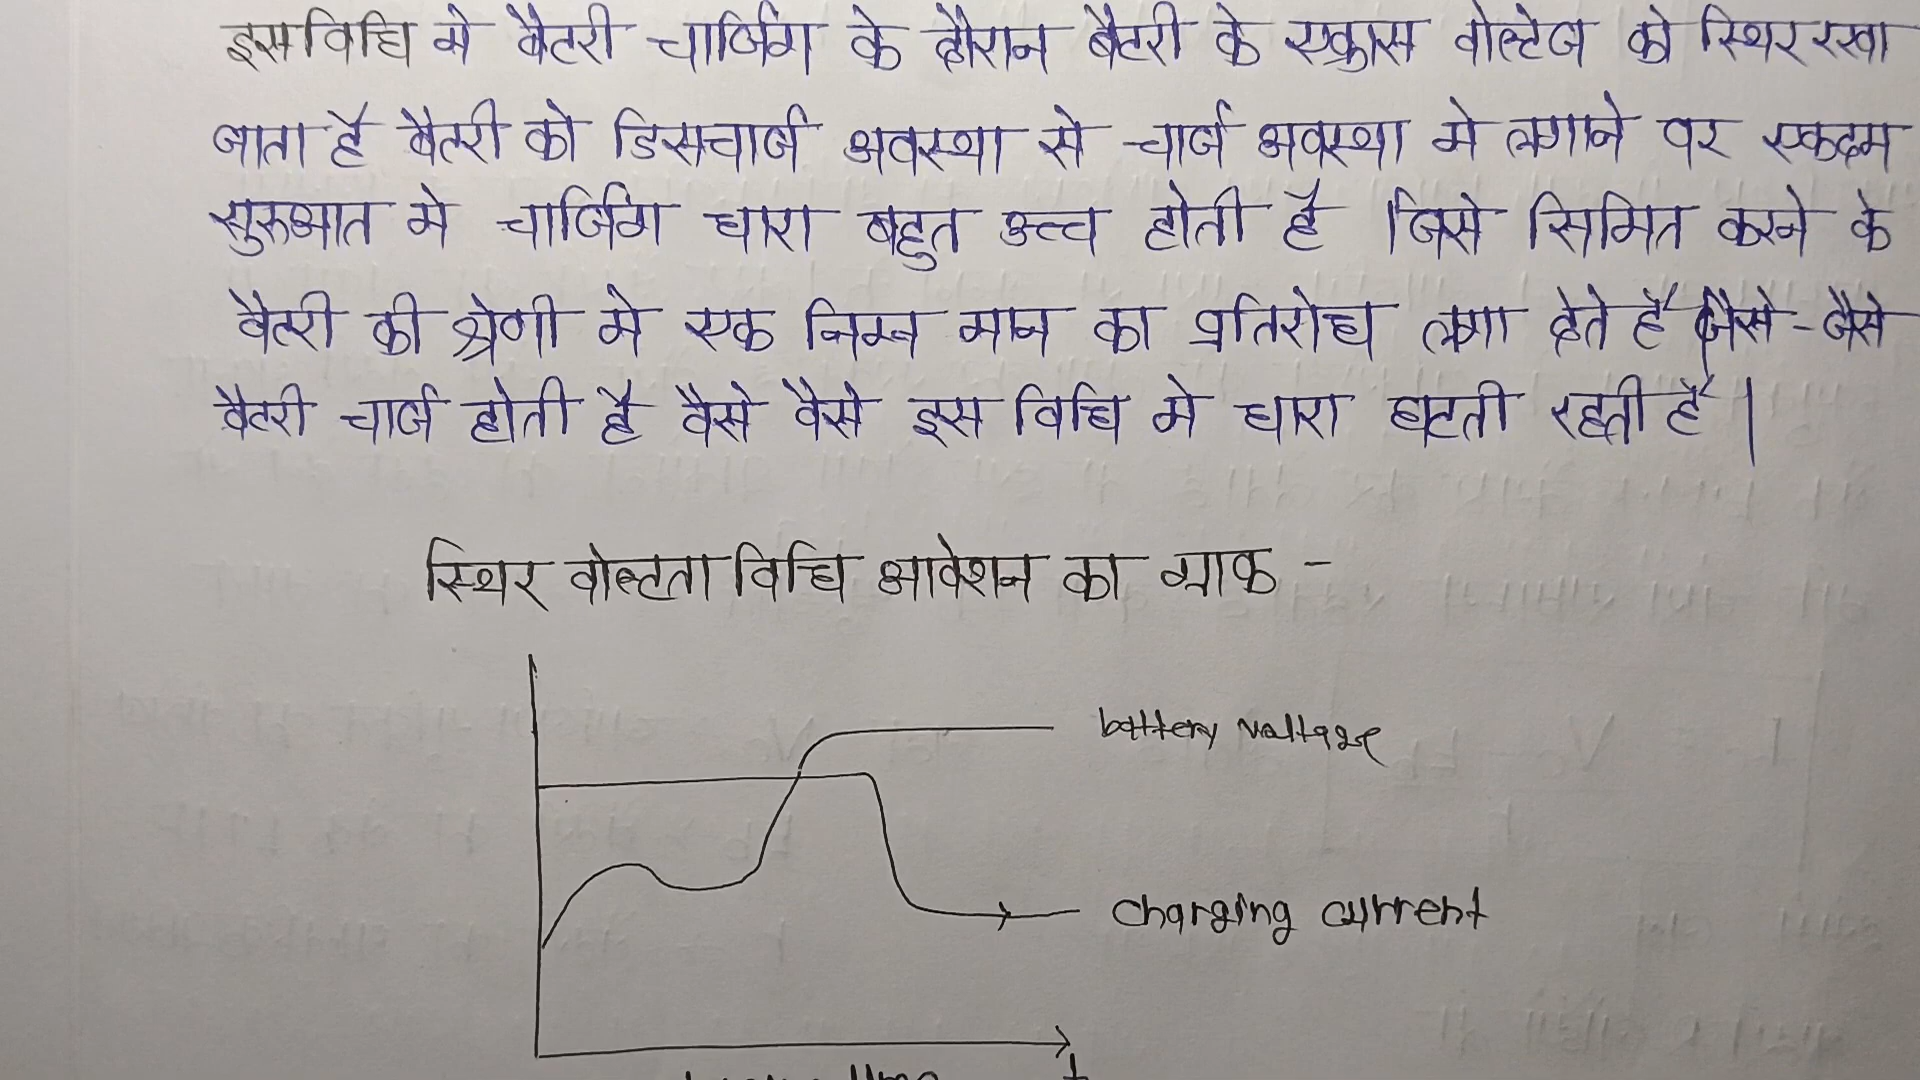 इस विधि मे बैटरी चार्जिग के दौरान बैटरी के एक्रास वोल्टेज को स्थिर रखा
जाता है बैटरी को डिसचार्ज अवस्था से चार्ज अवस्था मे लगाने पर एकदम
सुरुआत मे चार्जिग धारा बहुत उच्च होती है । जिसे सिमित करने के
बैटरी की श्रेणी मे एक निम्न मान का प्रतिरोध लगा देते है जैसे-जैसे
बैटरी चार्ज होती है वैसे वैसे इस विधि मे धारा घटती रहती है |
स्थिर वोल्टता विधि आवेशन का ग्राफ -
battery voltage
charging current
t